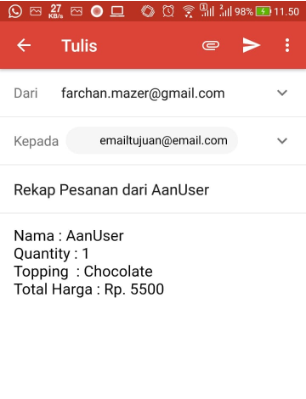 27 KB/s 98% 11.50
Tulis
Dari farchan.mazer@gmail.com
Kepada emailtujuan@email.com
Rekap Pesanan dari AanUser
Nama : AanUser
Quantity : 1
Topping : Chocolate
Total Harga : Rp. 5500